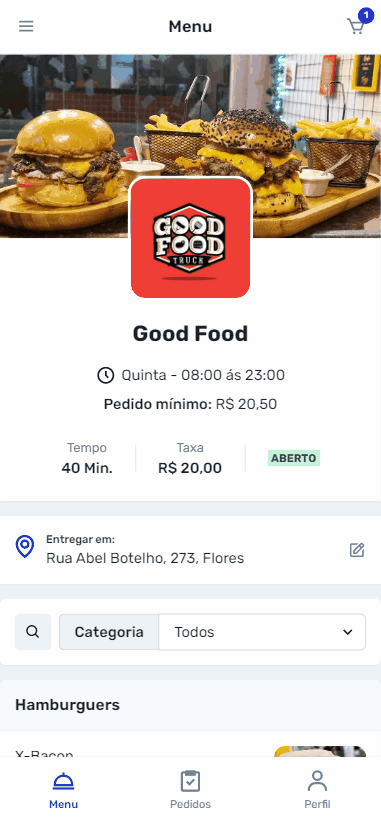 Menu
1
GOOD
FOOD
TRUCK
Good Food
Quinta - 08:00 ás 23:00
Pedido mínimo: R$ 20,50
Tempo
Taxa
40 Min.
R$ 20,00
ABERTO
Entregar em:
Rua Abel Botelho, 273, Flores
Categoria
Todos
Hamburguers
X-Bacon
Menu
Pedidos
Perfil